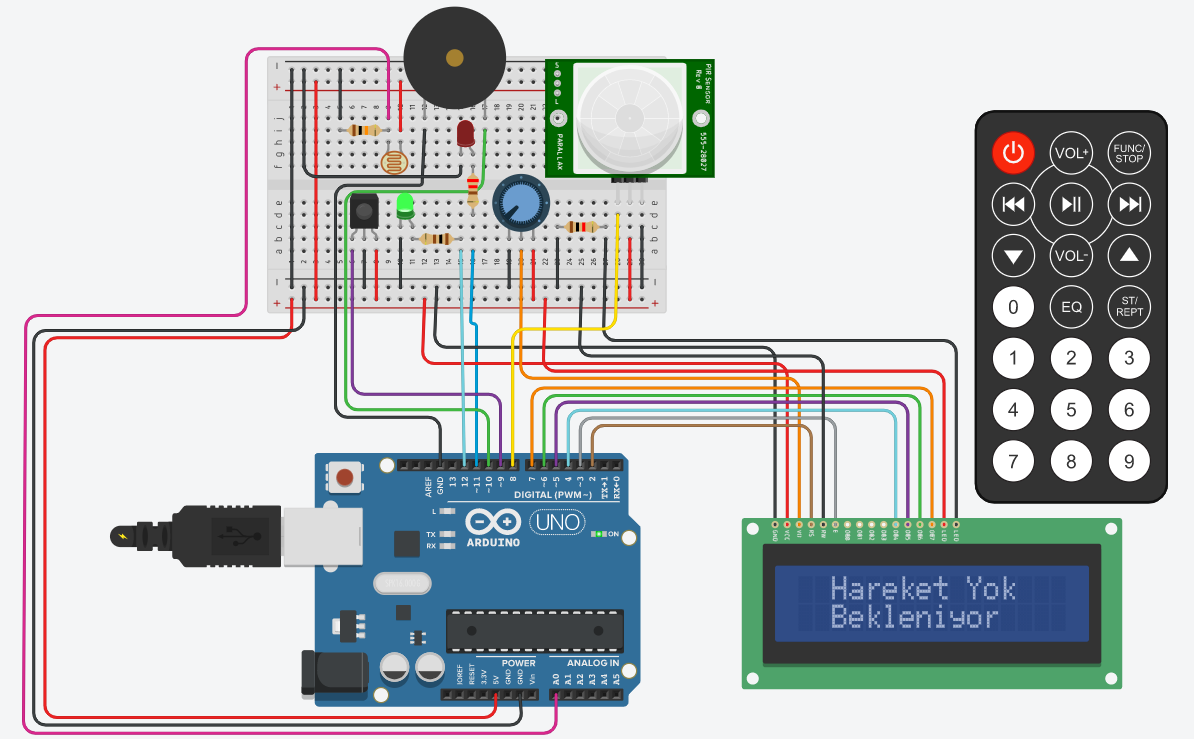 PIR SENSOR
Rev B
S
L
PARALLAX
555-28027
j
i
h
g
f
e
d
c
b
a
VOL+
FUNC/
STOP
VOL-
0
EQ
ST/
REPT
1
2
3
4
5
6
7
8
9
AREF
GND
13
12
~11
~10
~9
8
7
~6
~5
4
~3
2
TX→1
RX←0
DIGITAL (PWM~)
L
TX
RX
ARDUINO
UNO
ON
POWER
ANALOG IN
IOREF
RESET
3.3V
5V
GND
GND
Vin
A0
A1
A2
A3
A4
A5
GND
VCC
V0
RS
RW
E
DB0
DB1
DB2
DB3
DB4
DB5
DB6
DB7
LED
LED
Hareket Yok
Bekleniyor